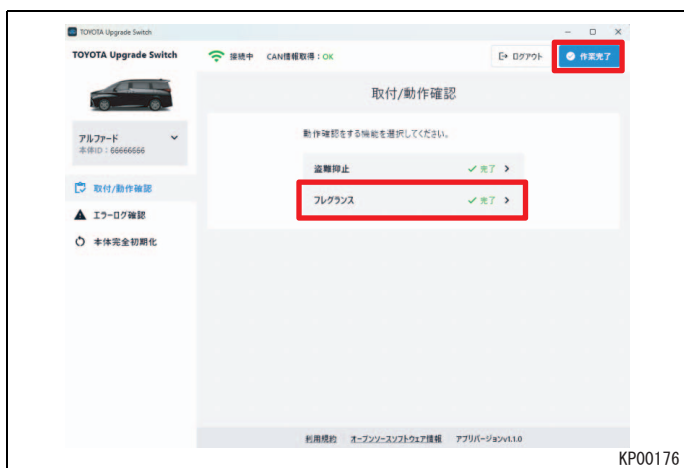 TOYOTA Upgrade Switch
TOYOTA Upgrade Switch
接続中 CAN情報取得：OK
ログアウト
作業完了
取付/動作確認
アルファード
本体ID：66666666
動作確認をする機能を選択してください。
盗難抑止 完了
フレグランス 完了
取付/動作確認
エラーログ確認
本体完全初期化
利用規約 オープンソースソフトウェア情報 アプリバージョンv1.1.0
KP00176